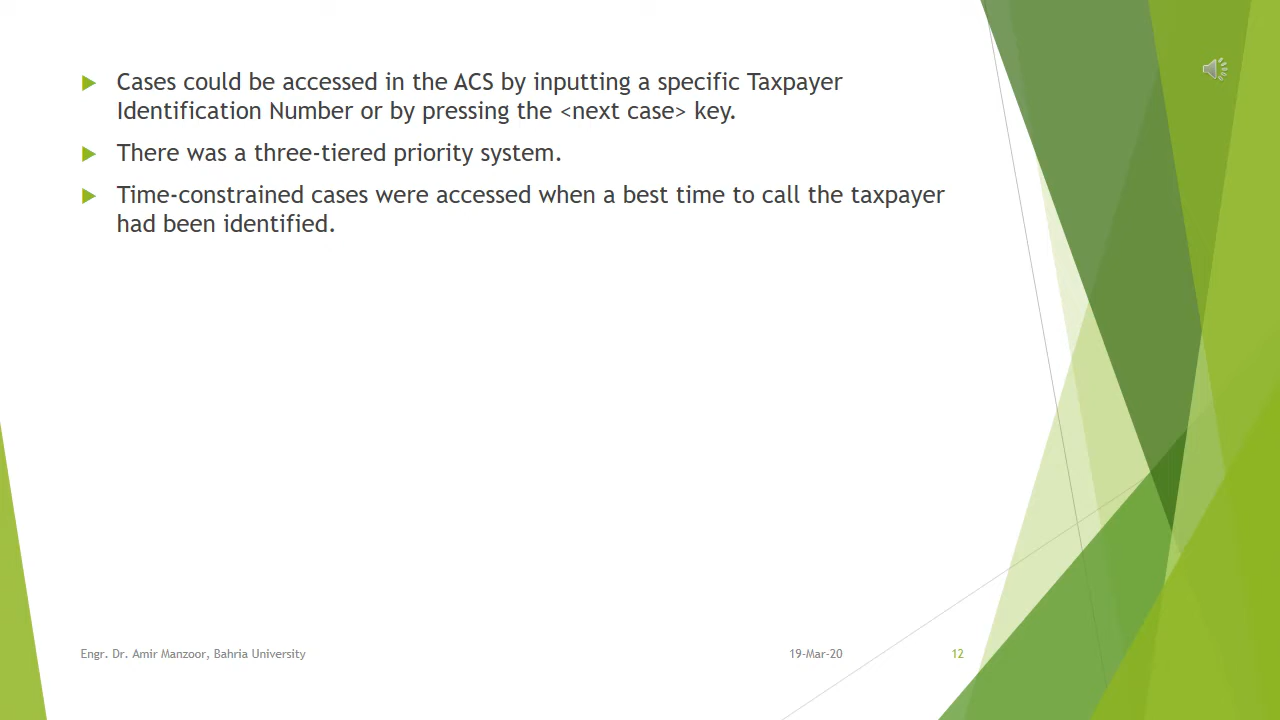 Cases could be accessed in the ACS by inputting a specific Taxpayer
Identification Number or by pressing the <next case> key.
There was a three-tiered priority system.
Time-constrained cases were accessed when a best time to call the taxpayer
had been identified.
Engr. Dr. Amir Manzoor, Bahria University
19-Mar-20
12